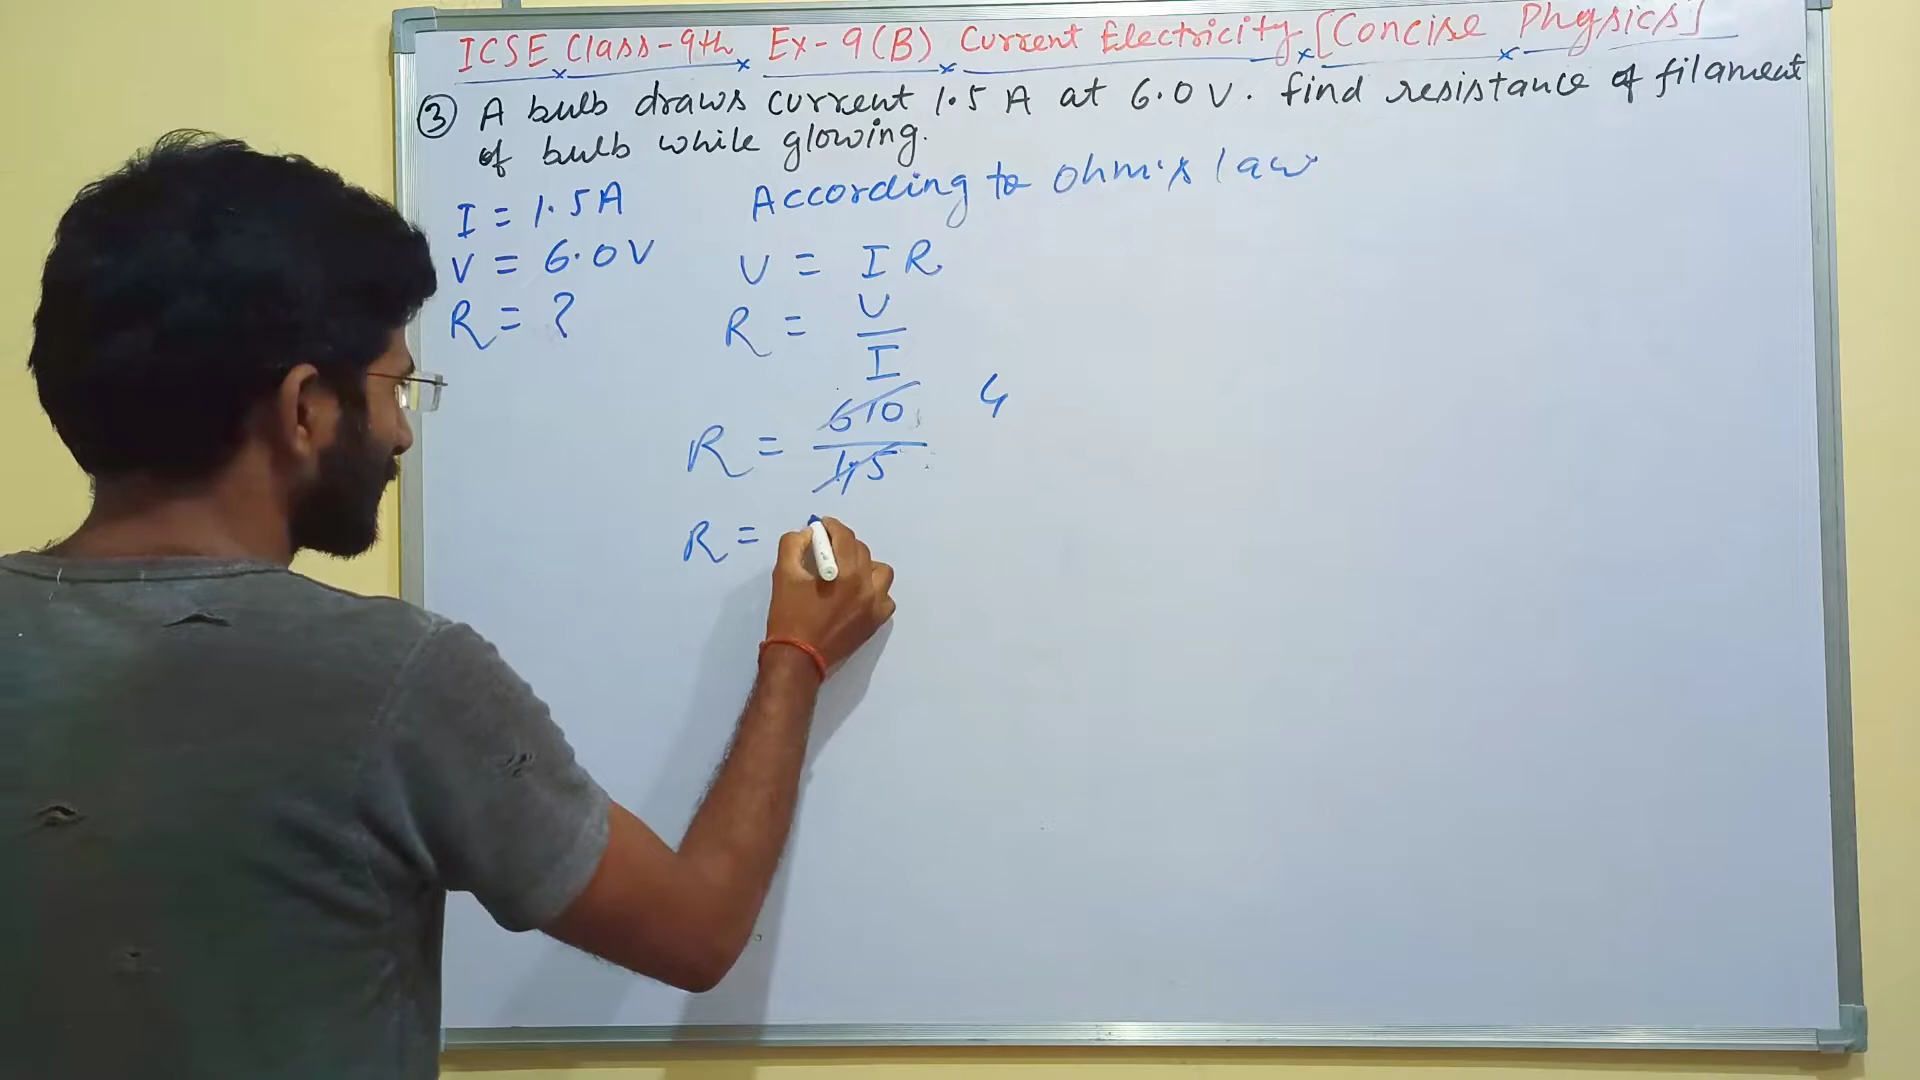 ICSE Class-9th Ex-9(B) Current Electricity [Concise Physics]
③ A bulb draws current 1.5 A at 6.0 V. find resistance of filament
of bulb while glowing.
I = 1.5A
V = 6.0V
R = ?
According to Ohm's law
V = IR
R = V
I
R = 6.0 4
1.5
R =